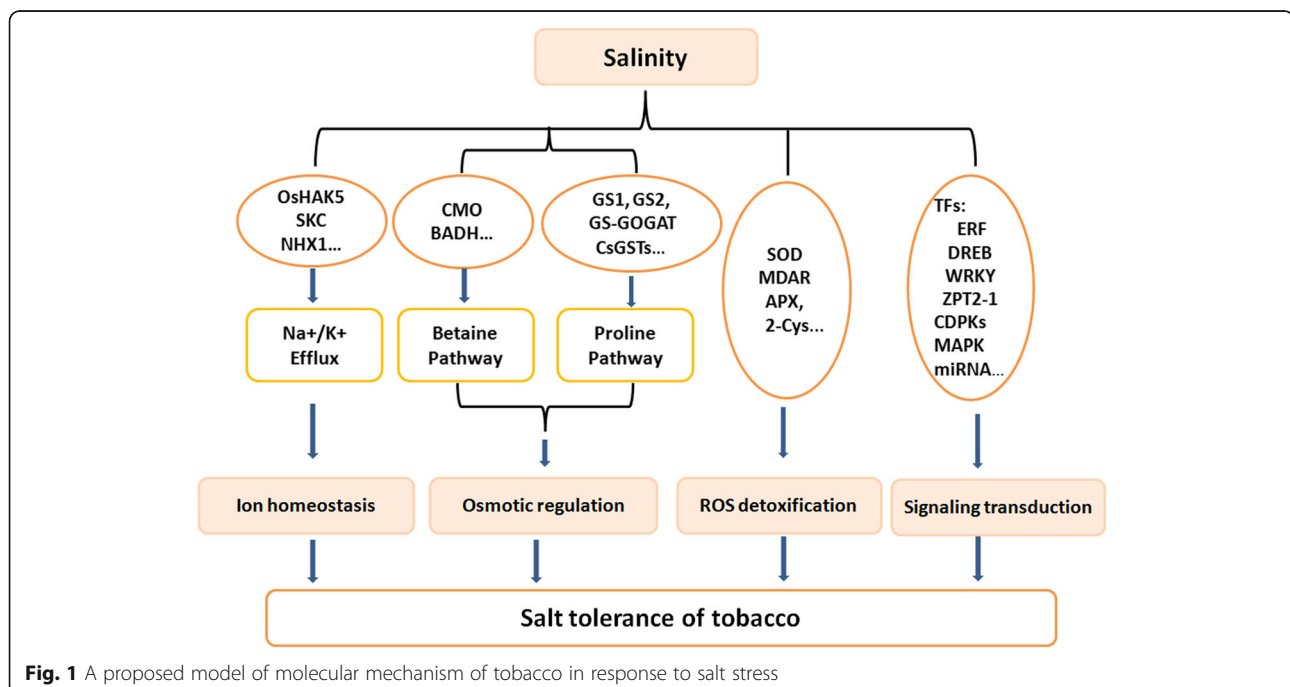 Salinity
OsHAK5
SKC
NHX1...
CMO
BADH...
GS1, GS2,
GS-GOGAT
CsGSTs...
SOD
MDAR
APX,
2-Cys...
TFs:
ERF
DREB
WRKY
ZPT2-1
CDPKs
MAPK
miRNA...
Na+/K+
Efflux
Betaine
Pathway
Proline
Pathway
Ion homeostasis
Osmotic regulation
ROS detoxification
Signaling transduction
Salt tolerance of tobacco
Fig. 1 A proposed model of molecular mechanism of tobacco in response to salt stress